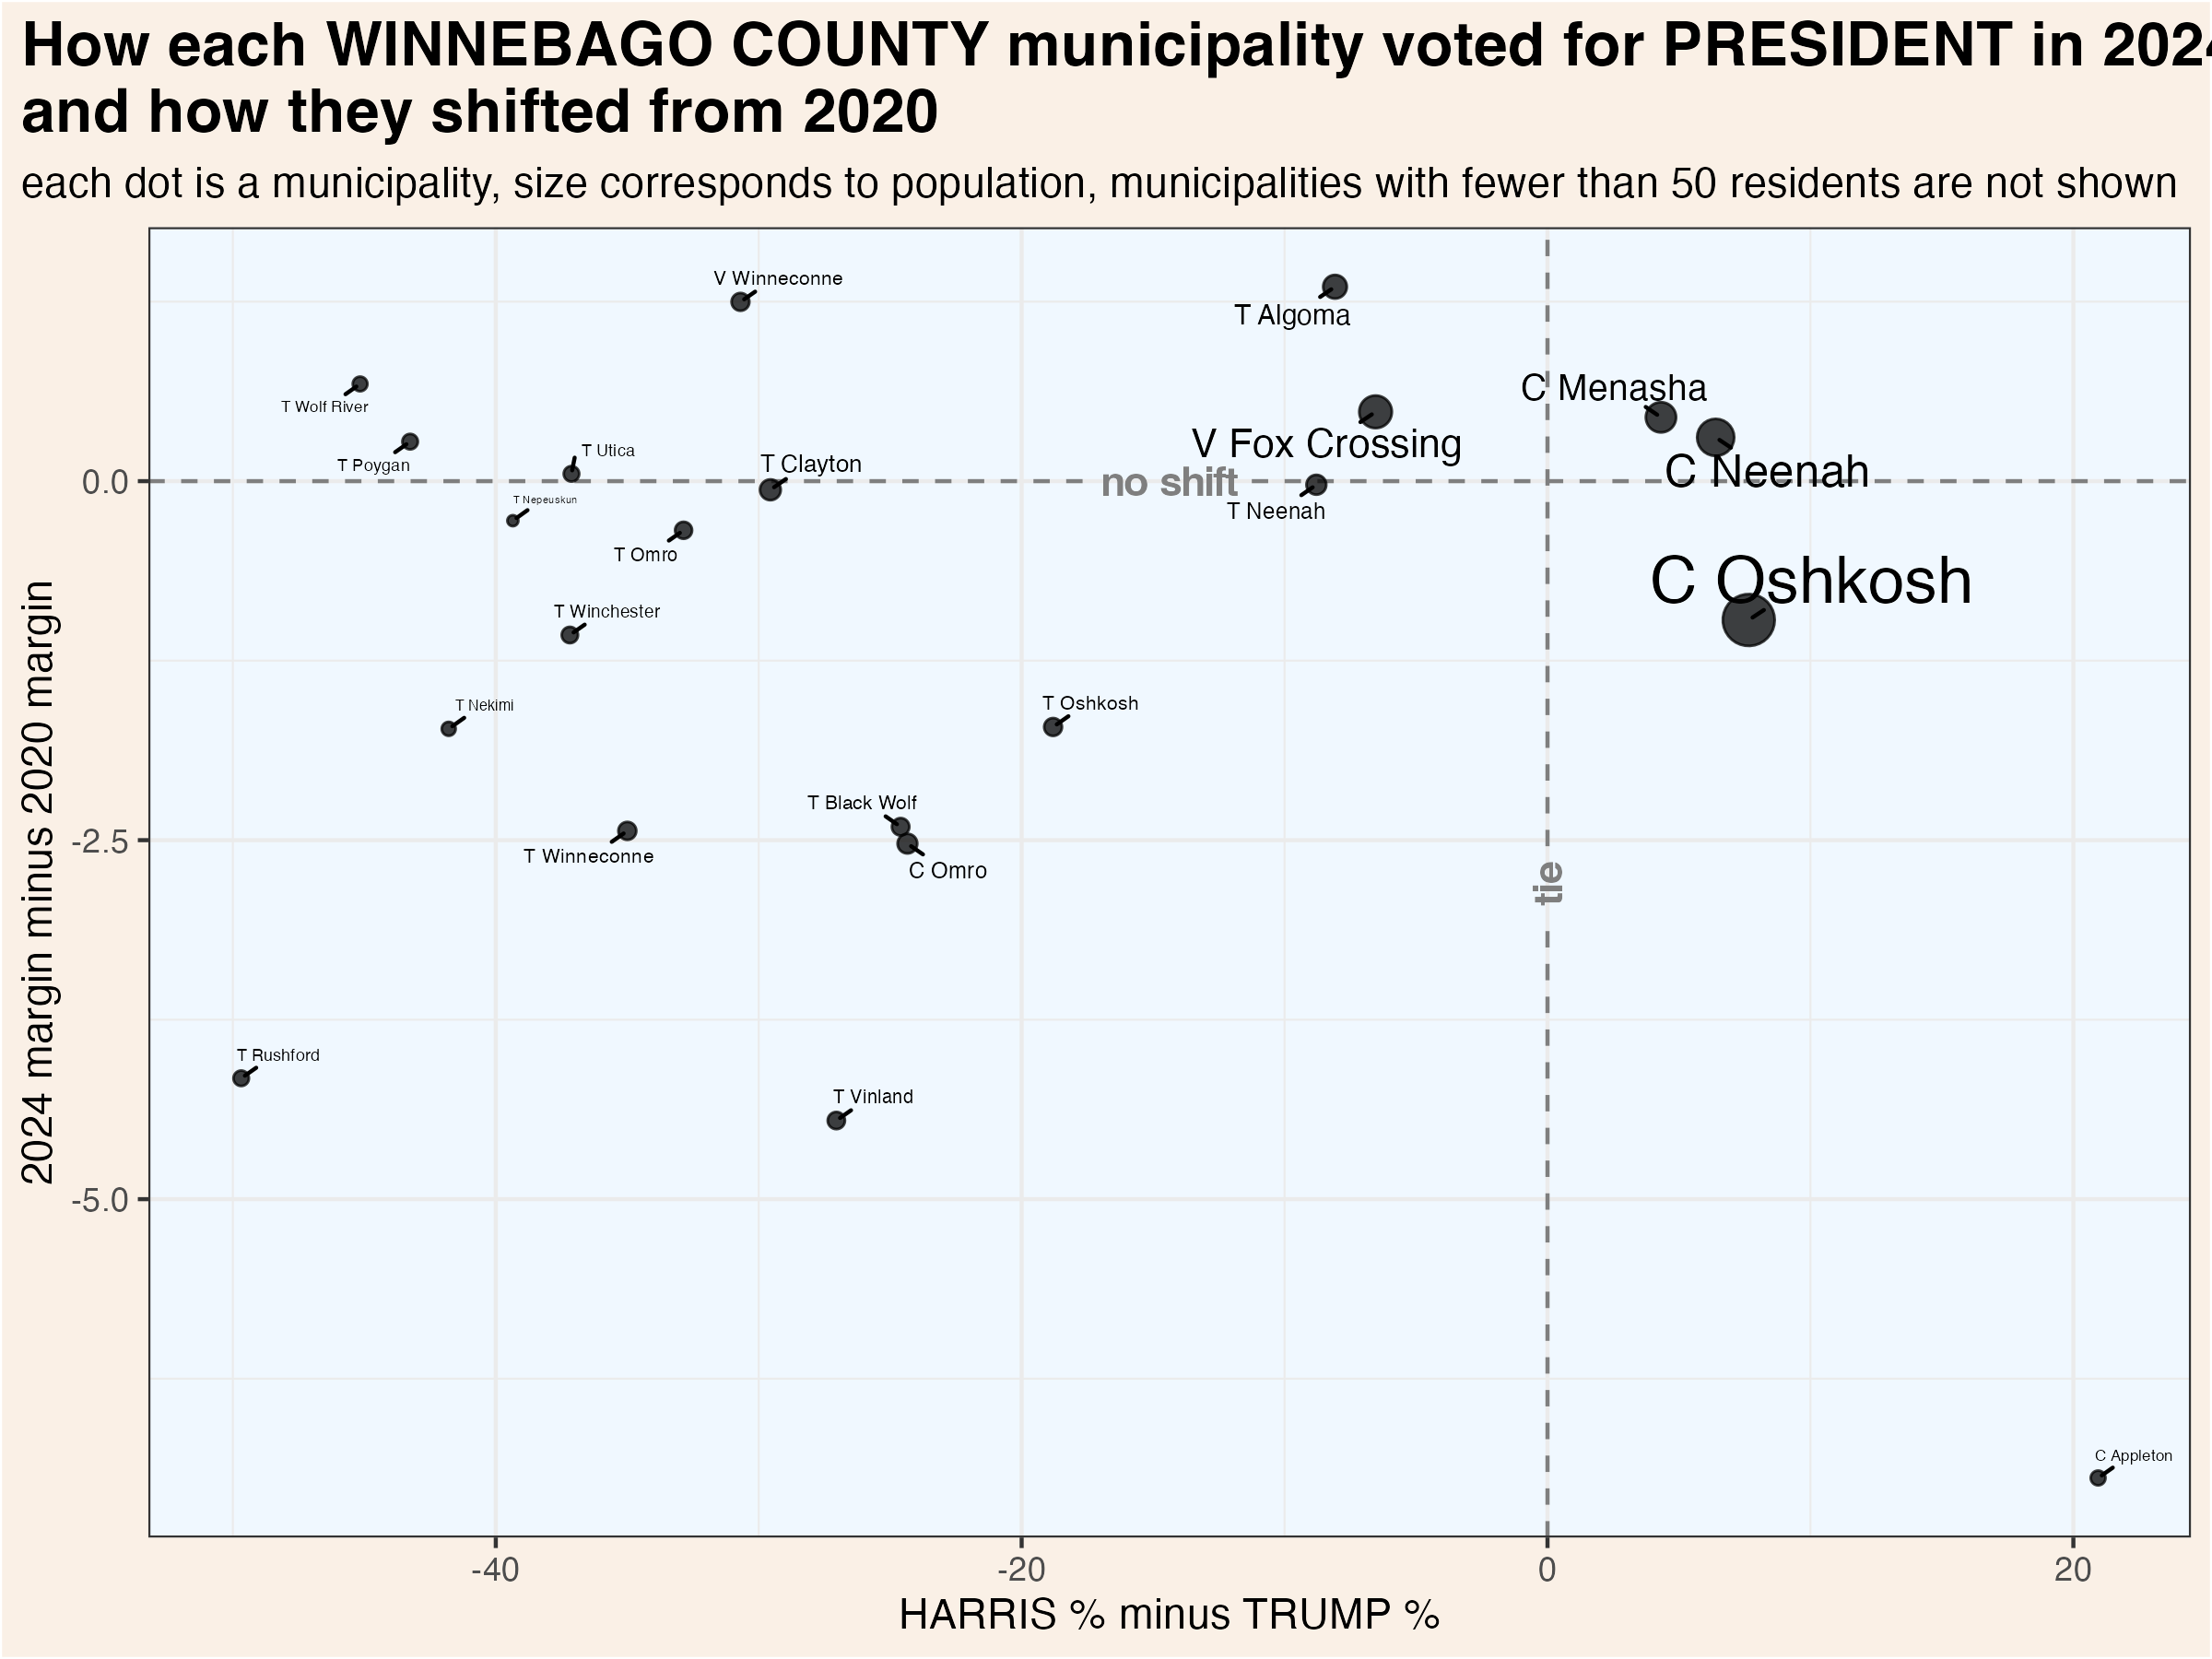 How each WINNEBAGO COUNTY municipality voted for PRESIDENT in 202
and how they shifted from 2020
each dot is a municipality, size corresponds to population, municipalities with fewer than 50 residents are not shown
V Winneconne
T Algoma
C Menasha
T Wolf River
V Fox Crossing
T Utica
T Poygan
T Clayton
C Neenah
0.0
no shift
T Nepeuskun
T Neenah
T Omro
C Oshkosh
T Winchester
T Nekimi
T Oshkosh
T Black Wolf
-2.5
T Winneconne
C Omro
tie
2024 margin minus 2020 margin
T Rushford
T Vinland
-5.0
C Appleton
-40
-20
0
20
HARRIS % minus TRUMP %